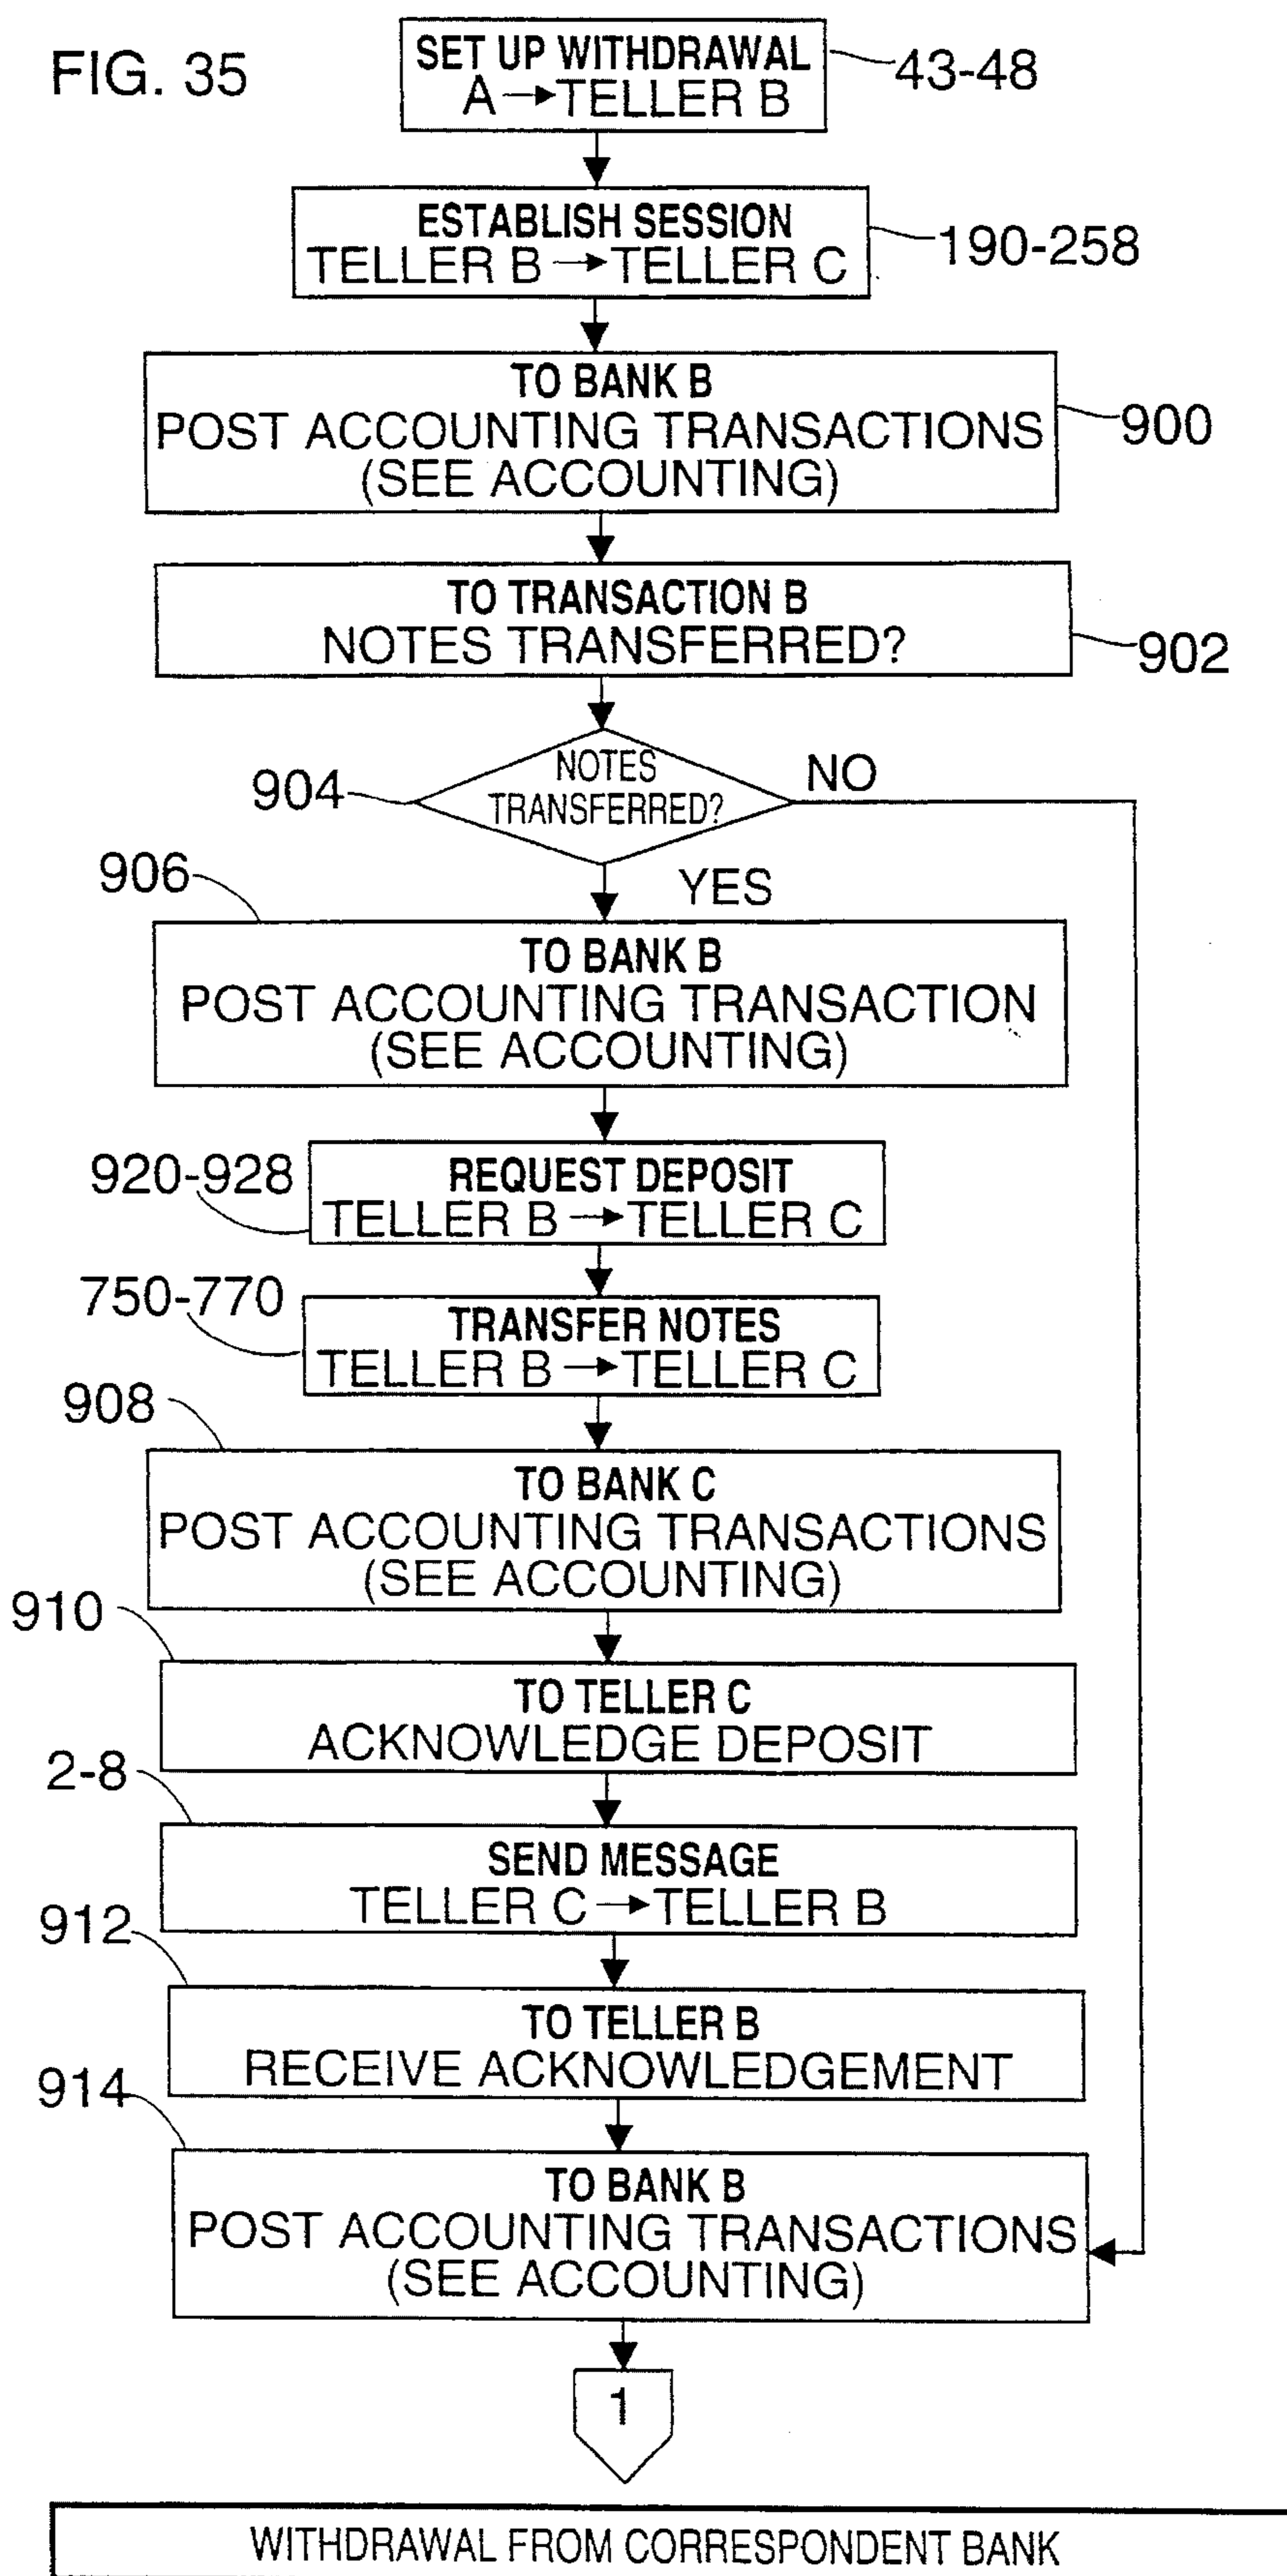 FIG. 35
SET UP WITHDRAWAL
A → TELLER B
43-48
ESTABLISH SESSION
TELLER B → TELLER C
190-258
TO BANK B
POST ACCOUNTING TRANSACTIONS
(SEE ACCOUNTING)
900
TO TRANSACTION B
NOTES TRANSFERRED?
902
NOTES
TRANSFERRED?
904
NO
YES
906
TO BANK B
POST ACCOUNTING TRANSACTION
(SEE ACCOUNTING)
920-928
REQUEST DEPOSIT
TELLER B → TELLER C
750-770
TRANSFER NOTES
TELLER B → TELLER C
908
TO BANK C
POST ACCOUNTING TRANSACTIONS
(SEE ACCOUNTING)
910
TO TELLER C
ACKNOWLEDGE DEPOSIT
2-8
SEND MESSAGE
TELLER C → TELLER B
912
TO TELLER B
RECEIVE ACKNOWLEDGEMENT
914
TO BANK B
POST ACCOUNTING TRANSACTIONS
(SEE ACCOUNTING)
1
WITHDRAWAL FROM CORRESPONDENT BANK